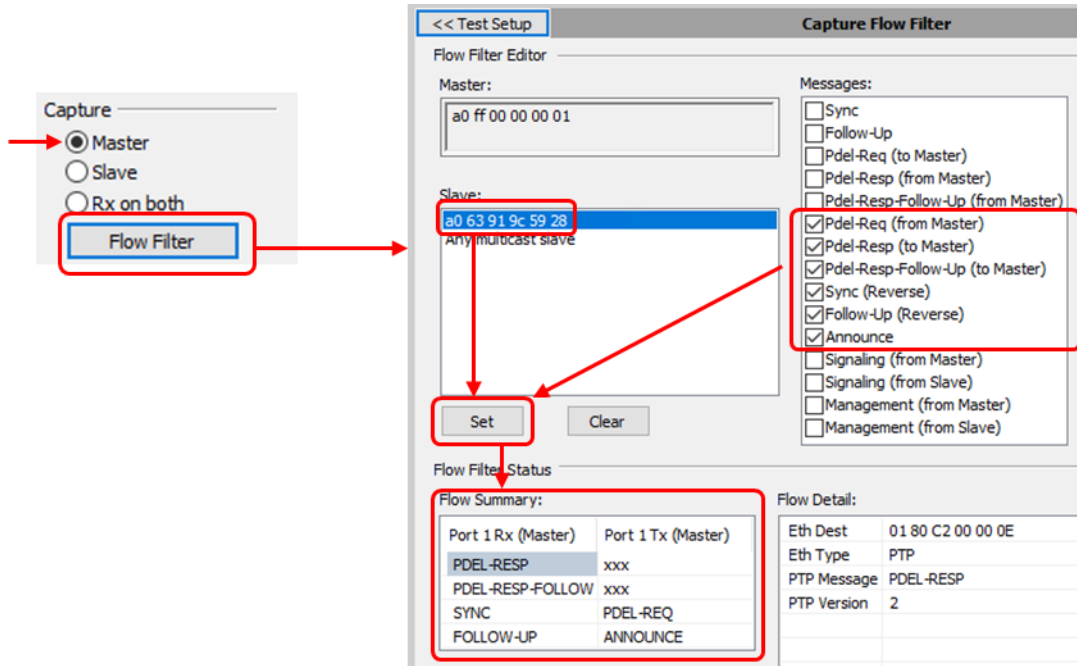 Capture
Master
Slave
Rx on both
Flow Filter
<< Test Setup
Capture Flow Filter
Flow Filter Editor
Master:
a0 ff 00 00 00 01
Slave:
a0 63 91 9c 59 28
Any multicast slave
Set
Clear
Messages:
Sync
Follow-Up
Pdel-Req (to Master)
Pdel-Resp (from Master)
Pdel-Resp-Follow-Up (from Master)
Pdel-Req (from Master)
Pdel-Resp (to Master)
Pdel-Resp-Follow-Up (to Master)
Sync (Reverse)
Follow-Up (Reverse)
Announce
Signaling (from Master)
Signaling (from Slave)
Management (from Master)
Management (from Slave)
Flow Filter Status
Flow Summary:
Port 1 Rx (Master) Port 1 Tx (Master)
PDEL-RESP xxx
PDEL-RESP-FOLLOW xxx
SYNC PDEL-REQ
FOLLOW-UP ANNOUNCE
Flow Detail:
Eth Dest 01 80 C2 00 00 0E
Eth Type PTP
PTP Message PDEL-RESP
PTP Version 2